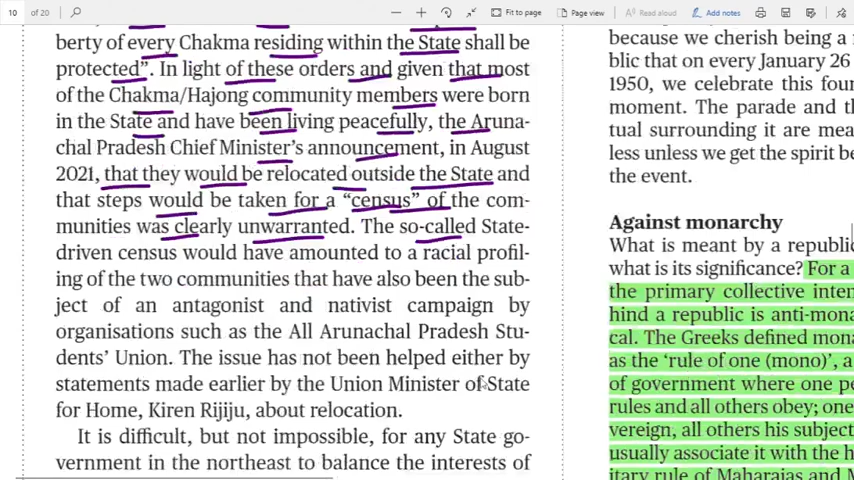 10 of 20
Fit to page
Page view
Read aloud
Add notes
berty of every Chakma residing within the State shall be
protected”. In light of these orders and given that most
of the Chakma/Hajong community members were born
in the State and have been living peacefully, the Aruna-
chal Pradesh Chief Minister’s announcement, in August
2021, that they would be relocated outside the State and
that steps would be taken for a “census” of the com-
munities was clearly unwarranted. The so-called State-
driven census would have amounted to a racial profil-
ing of the two communities that have also been the sub-
ject of an antagonist and nativist campaign by
organisations such as the All Arunachal Pradesh Stu-
dents’ Union. The issue has not been helped either by
statements made earlier by the Union Minister of State
for Home, Kiren Rijiju, about relocation.
It is difficult, but not impossible, for any State go-
vernment in the northeast to balance the interests of
because we cherish being a
blic that on every January 26
1950, we celebrate this fou
moment. The parade and th
tual surrounding it are mea
less unless we get the spirit be
the event.
Against monarchy
What is meant by a republi
what is its significance? For a
the primary collective inten
hind a republic is anti-mona
cal. The Greeks defined mona
as the ‘rule of one (mono)’, a
of government where one pe
rules and all others obey; one
vereign, all others his subject
usually associate it with the h
itary rule of Maharajas and M